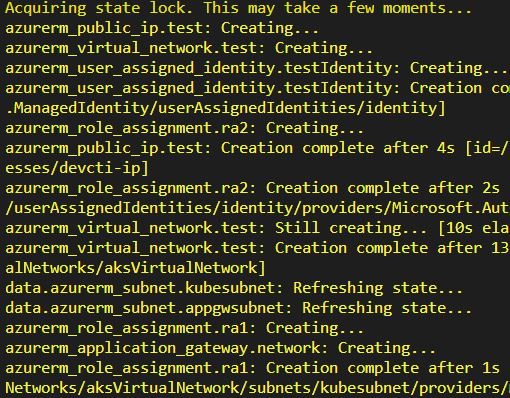 Acquiring state lock. This may take a few moments...
azurerm_public_ip.test: Creating...
azurerm_virtual_network.test: Creating...
azurerm_user_assigned_identity.testIdentity: Creating...
azurerm_user_assigned_identity.testIdentity: Creation com
.ManagedIdentity/userAssignedIdentities/identity]
azurerm_role_assignment.ra2: Creating...
azurerm_public_ip.test: Creation complete after 4s [id=/
esses/devcti-ip]
azurerm_role_assignment.ra2: Creation complete after 2s
/userAssignedIdentities/identity/providers/Microsoft.Aut
azurerm_virtual_network.test: Still creating... [10s ela
azurerm_virtual_network.test: Creation complete after 13
alNetworks/aksVirtualNetwork]
data.azurerm_subnet.kubesubnet: Refreshing state...
data.azurerm_subnet.appgwsubnet: Refreshing state...
azurerm_role_assignment.ra1: Creating...
azurerm_application_gateway.network: Creating...
azurerm_role_assignment.ra1: Creation complete after 1s
Networks/aksVirtualNetwork/subnets/kubesubnet/providers/